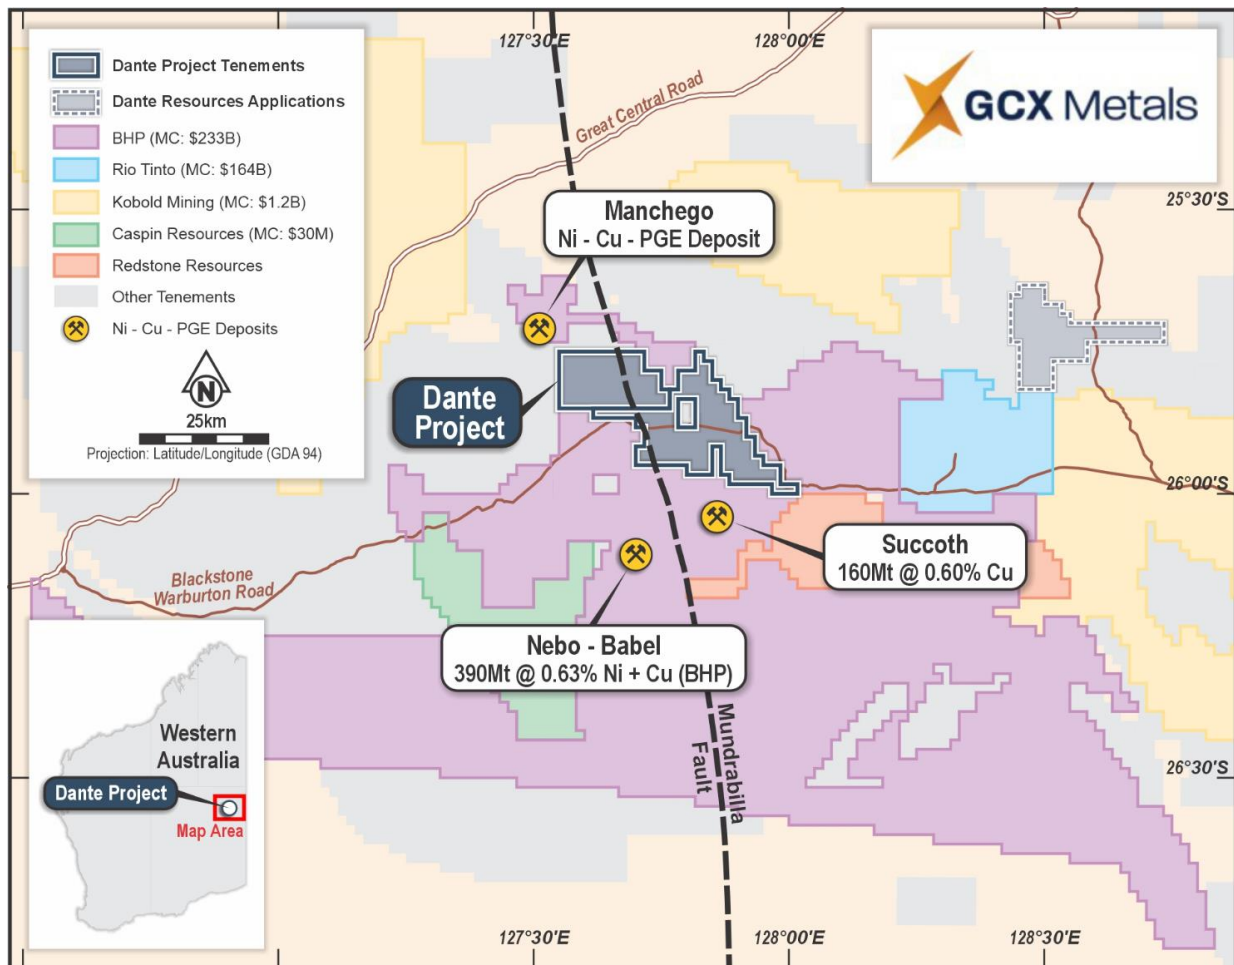 127°30'E
128°00'E
Dante Project Tenements
Dante Resources Applications
BHP (MC: $233B)
Rio Tinto (MC: $164B)
Kobold Mining (MC: $1.2B)
Caspin Resources (MC: $30M)
Redstone Resources
Other Tenements
Ni - Cu - PGE Deposits
N
25km
Projection: Latitude/Longitude (GDA 94)
Great Central Road
GCX Metals
25°30'S
Manchego
Ni - Cu - PGE Deposit
Dante
Project
26°00'S
Succoth
160Mt @ 0.60% Cu
Blackstone
Warburton Road
Nebo - Babel
390Mt @ 0.63% Ni + Cu (BHP)
Mundrabilla
Fault
26°30'S
Western
Australia
Dante Project
Map Area
127°30'E
128°00'E
128°30'E